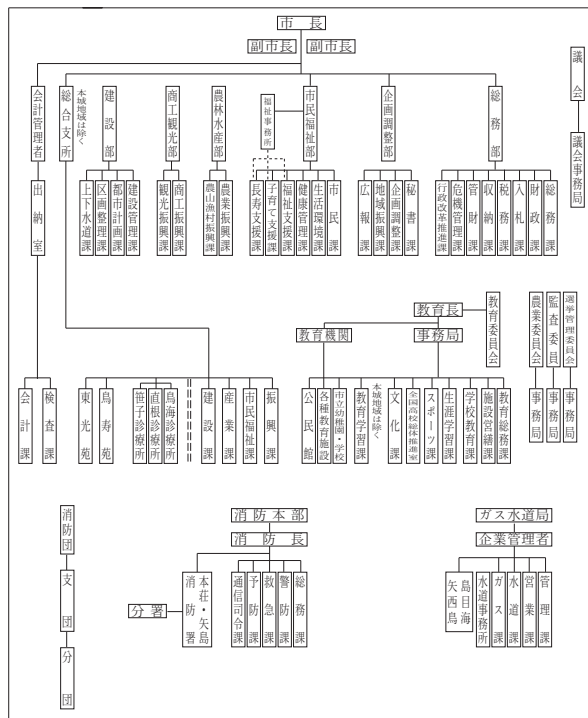 市長
副市長 副市長
議会
議会事務局
総務部
総務課
財政課
入札課
税務課
収納課
管財課
危機管理課
行政改革推進課
企画調整部
秘書課
企画調整課
地域振興課
広報課
市民福祉部
市民課
生活環境課
健康管理課
福祉事務所
福祉支援課
子育て支援課
長寿支援課
農林水産部
農業振興課
農山漁村振興課
商工観光部
商工振興課
観光振興課
建設部
建設管理課
都市計画課
区画整理課
上下水道課
総合支所
本城地域は除く
会計管理者
出納室
選挙管理委員会
事務局
監査委員
事務局
農業委員会
事務局
教育委員会
教育長
事務局
教育機関
教育総務課
施設営繕課
学校教育課
生涯学習課
スポーツ課
全国高校総体推進室
文化課
本城地域は除く
教育学習課
市立幼稚園・学校
各種教育施設
公民館
振興課
市民福祉課
産業課
建設課
鳥海診療所
直根診療所
笹子診療所
鳥寿苑
東光苑
検査課
会計課
ガス水道局
企業管理者
管理課
営業課
水道課
ガス課
水道事務所
島目海
矢西鳥
消防本部
消防長
総務課
警防課
救急課
予防課
通信司令課
本荘・矢島
消防署
分署
消防団
支団
分団